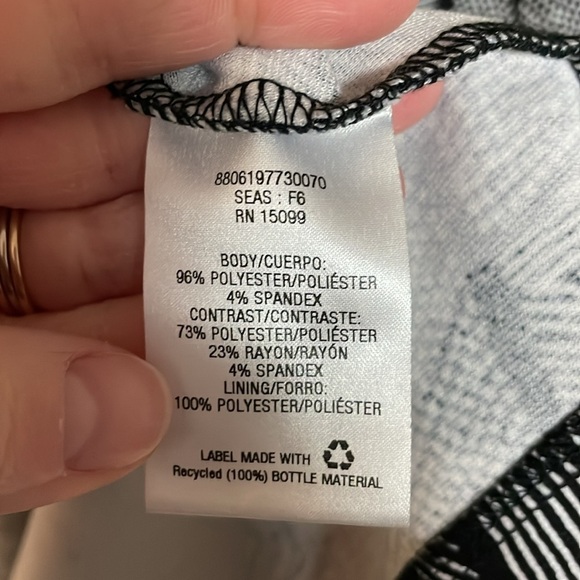 8806197730070
SEAS : F6
RN 15099
BODY/CUERPO:
96% POLYESTER/POLIÉSTER
4% SPANDEX
CONTRAST/CONTRASTE:
73% POLYESTER/POLIÉSTER
23% RAYON/RAYÓN
4% SPANDEX
LINING/FORRO:
100% POLYESTER/POLIÉSTER
LABEL MADE WITH
Recycled (100%) BOTTLE MATERIAL